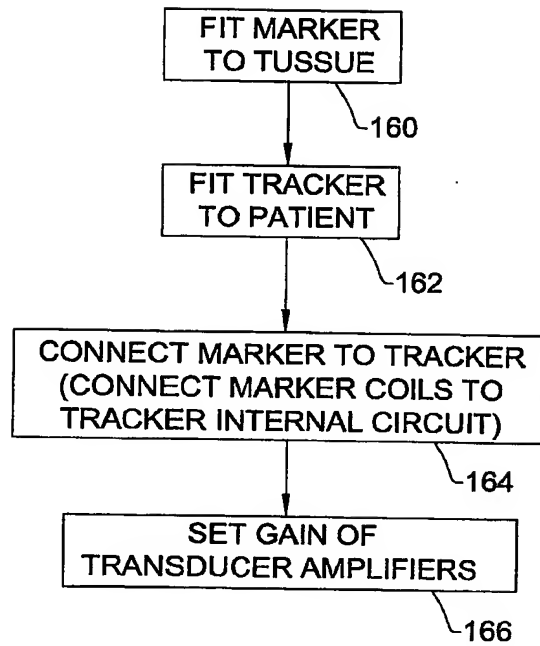 FIT MARKER
TO TUSSUE
160
FIT TRACKER
TO PATIENT
162
CONNECT MARKER TO TRACKER
(CONNECT MARKER COILS TO
TRACKER INTERNAL CIRCUIT)
164
SET GAIN OF
TRANSDUCER AMPLIFIERS
166